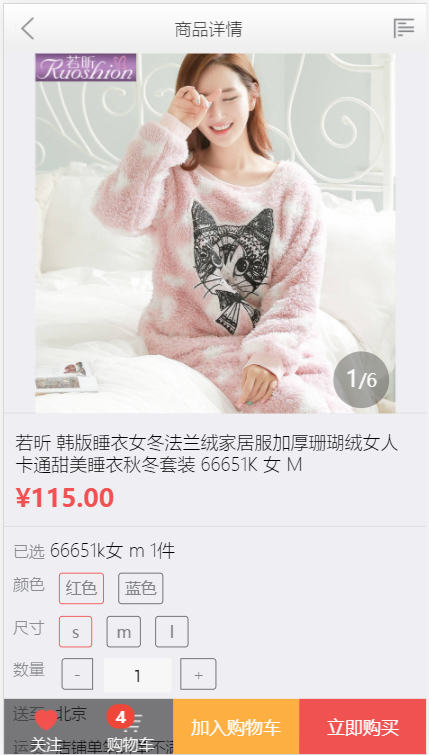 商品详情
若昕
Ruoshion
1/6
若昕 韩版睡衣女冬法兰绒家居服加厚珊瑚绒女人
卡通甜美睡衣秋冬套装 66651K 女 M
¥115.00
已选 66651k女 m 1件
颜色 红色 蓝色
尺寸 s m l
数量 - 1 +
送至 北京
店铺单
4
关注 购物车 加入购物车 立即购买